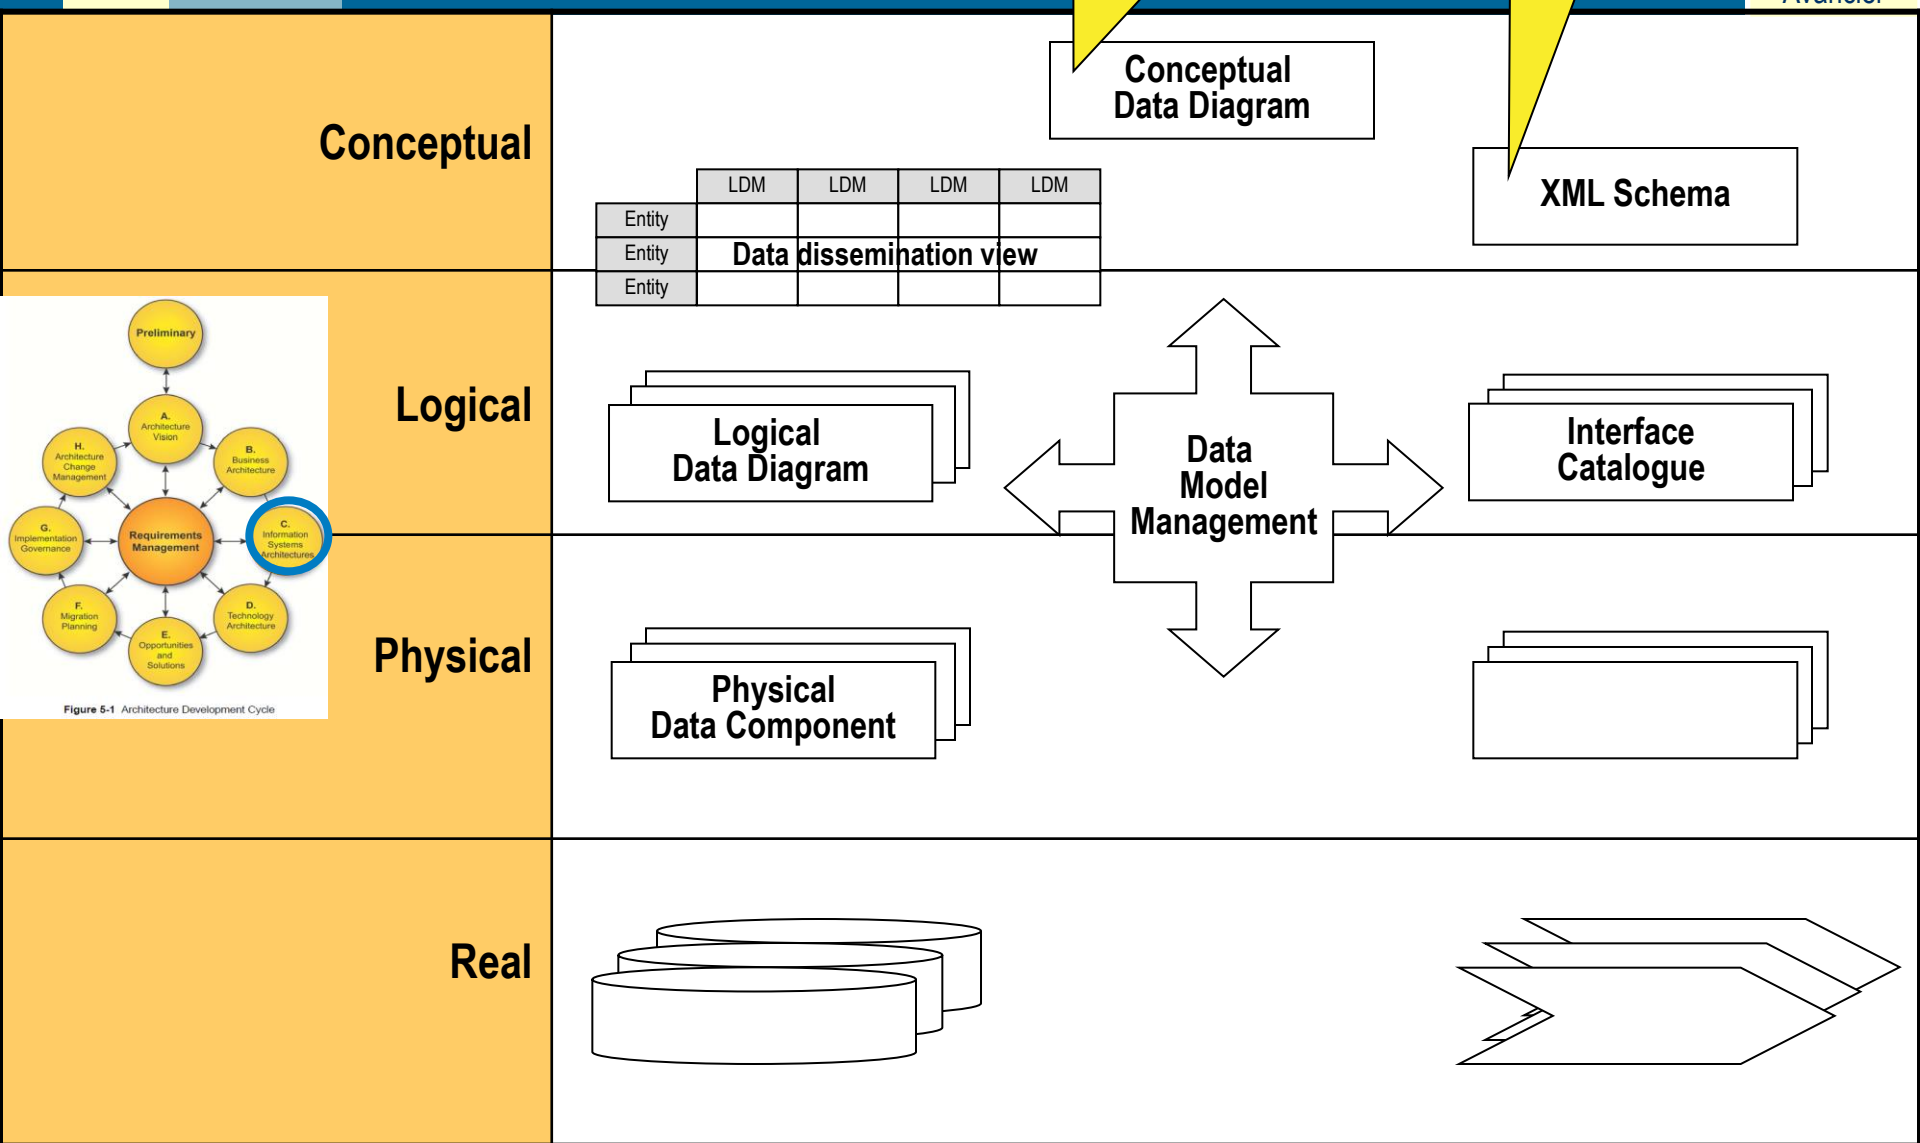 Conceptual
Data Diagram
Conceptual
XML Schema
LDM LDM LDM LDM
Entity
Entity
Data dissemination view
Entity
Logical
Logical
Data Diagram
Data
Model
Management
Interface
Catalogue
Preliminary
A.
Architecture
Vision
H.
Architecture
Change
Management
B.
Business
Architecture
G.
Implementation
Governance
Requirements
Management
C.
Information
Systems
Architectures
F.
Migration
Planning
D.
Technology
Architecture
E.
Opportunities
and
Solutions
Figure 5-1 Architecture Development Cycle
Physical
Physical
Data Component
Real